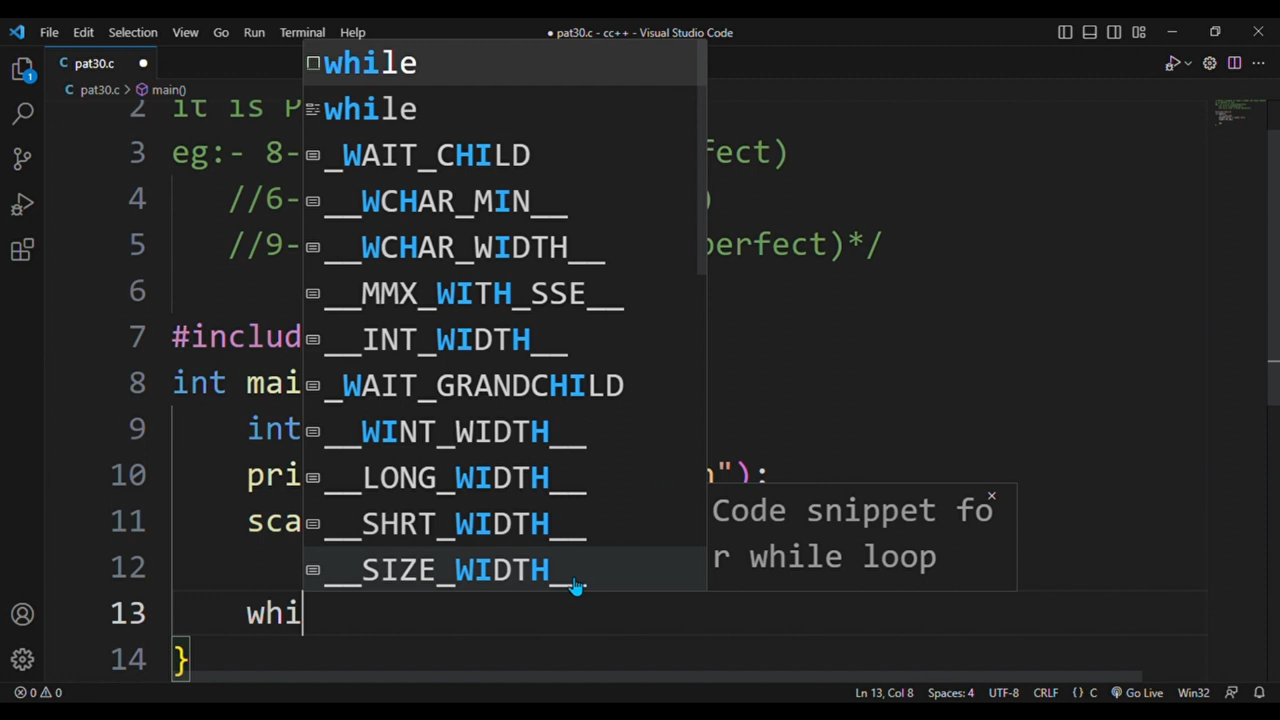 File Edit Selection View Go Run Terminal Help
● pat30.c - cc++ - Visual Studio Code
C pat30.c ●
C pat30.c > main()
1
2 it is P
3 eg:- 8- fect)
4 //6- )
5 //9- perfect)*/
6
7 #includ
8 int mai
9 int
10 pri n");
11 sca
12
13 whi
14 }
while
while
_WAIT_CHILD
__WCHAR_MIN__
__WCHAR_WIDTH__
__MMX_WITH_SSE__
__INT_WIDTH__
_WAIT_GRANDCHILD
__WINT_WIDTH__
__LONG_WIDTH__
__SHRT_WIDTH__
__SIZE_WIDTH__
Code snippet fo
r while loop
0 0 Ln 13, Col 8 Spaces: 4 UTF-8 CRLF {} C Go Live Win32